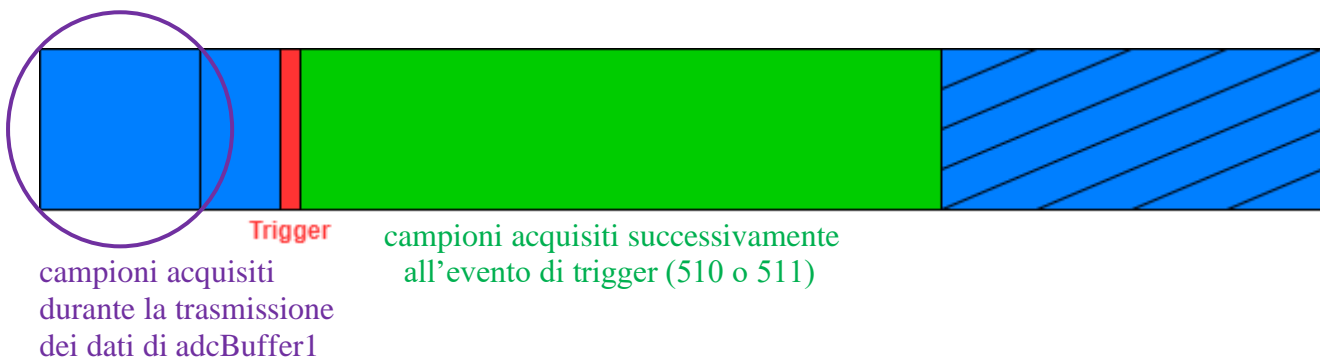 Trigger
campioni acquisiti successivamente
all'evento di trigger (510 o 511)
campioni acquisiti
durante la trasmissione
dei dati di adcBuffer1